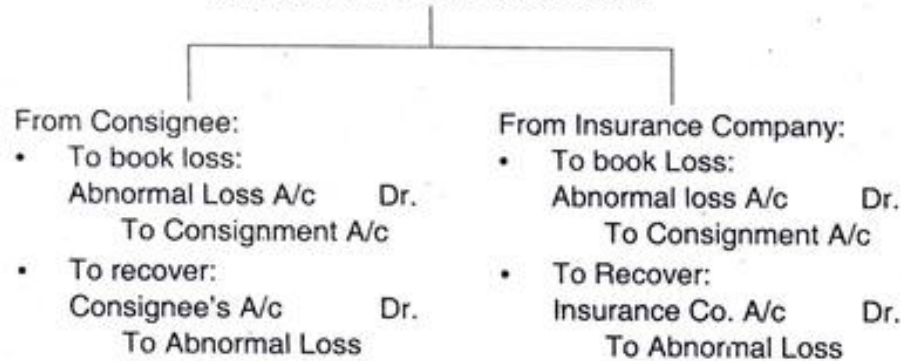 From Consignee:
• To book loss:
Abnormal Loss A/c Dr.
To Consignment A/c
• To recover:
Consignee's A/c Dr.
To Abnormal Loss
From Insurance Company:
• To book Loss:
Abnormal loss A/c Dr.
To Consignment A/c
• To Recover:
Insurance Co. A/c Dr.
To Abnormal Loss